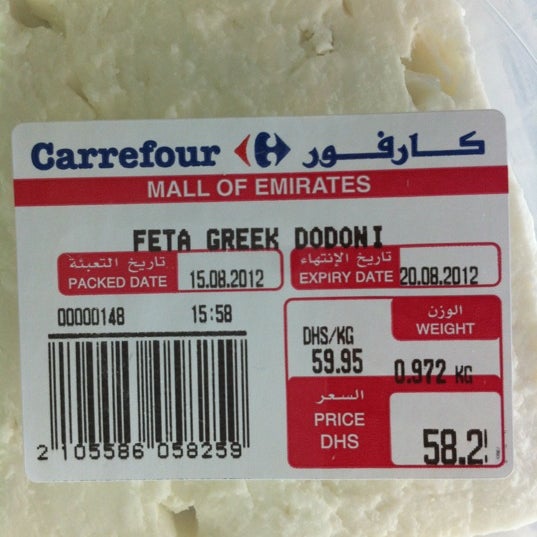 Carrefour كارفور
MALL OF EMIRATES
FETA GREEK DODONI
تاريخ التعبئة
PACKED DATE 15.08.2012
تاريخ الإنتهاء
EXPIRY DATE 20.08.2012
00000148 15:58
الوزن
WEIGHT
DHS/KG
59.95
0.972 KG
السعر
PRICE
DHS
58.2
2 105586 058259